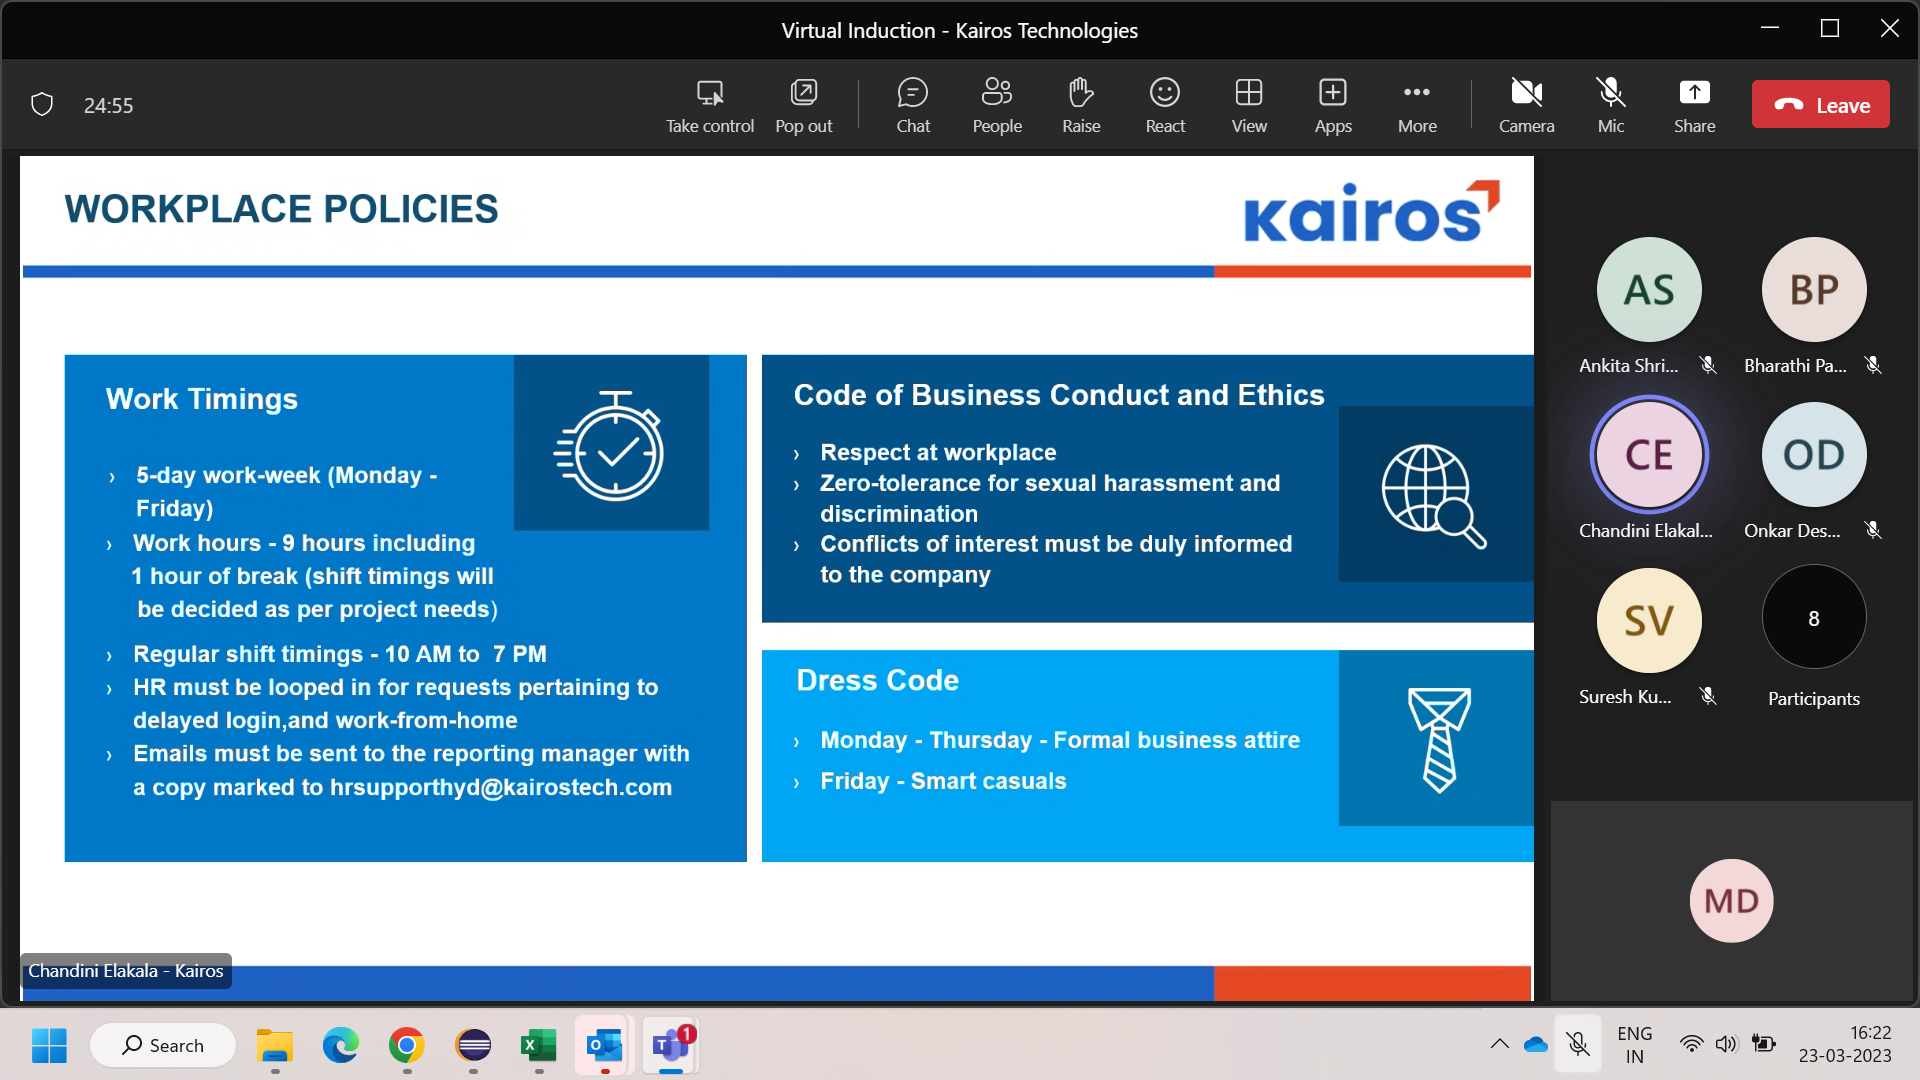 Virtual Induction - Kairos Technologies
24:55
Take control
Pop out
Chat
People
Raise
React
View
Apps
More
Camera
Mic
Share
Leave
WORKPLACE POLICIES
kairos
Work Timings
› 5-day work-week (Monday -
Friday)
› Work hours - 9 hours including
1 hour of break (shift timings will
be decided as per project needs)
› Regular shift timings - 10 AM to 7 PM
› HR must be looped in for requests pertaining to
delayed login,and work-from-home
› Emails must be sent to the reporting manager with
a copy marked to hrsupporthyd@kairostech.com
Code of Business Conduct and Ethics
› Respect at workplace
› Zero-tolerance for sexual harassment and
discrimination
› Conflicts of interest must be duly informed
to the company
Dress Code
› Monday - Thursday - Formal business attire
› Friday - Smart casuals
Chandini Elakala - Kairos
AS
Ankita Shri...
BP
Bharathi Pa...
CE
Chandini Elakal...
OD
Onkar Des...
SV
Suresh Ku...
8
Participants
MD
Search
X
O
T
1
ENG
IN
16:22
23-03-2023